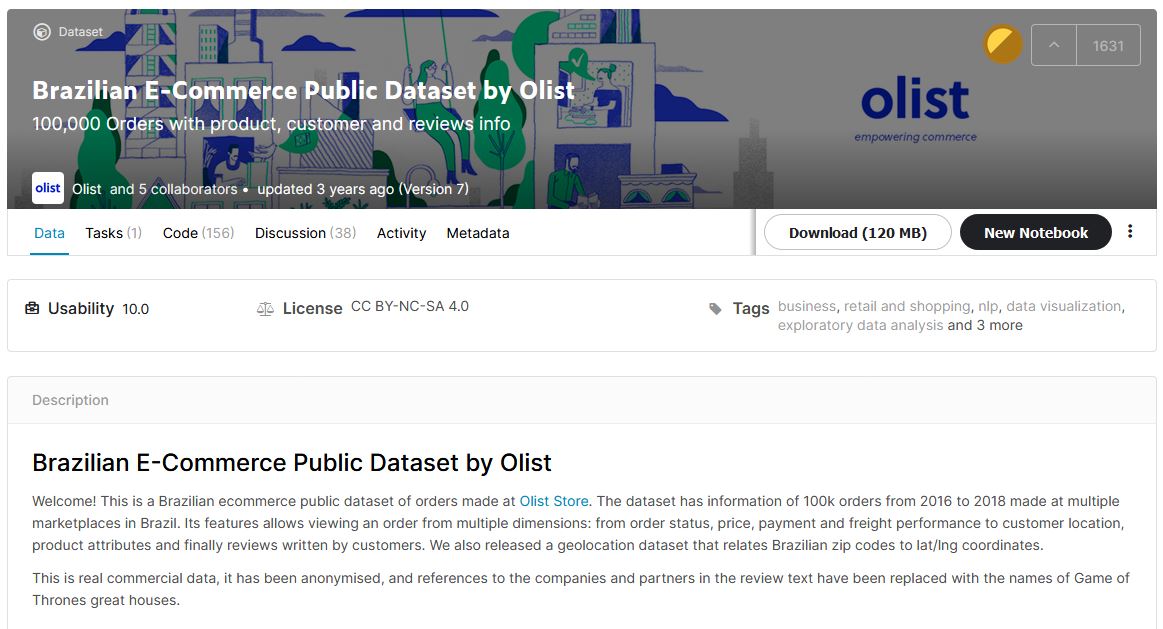 Dataset
1631
Brazilian E-Commerce Public Dataset by Olist
100,000 Orders with product, customer and reviews info
olist
empowering commerce
olist Olist and 5 collaborators • updated 3 years ago (Version 7)
Data Tasks (1) Code (156) Discussion (38) Activity Metadata Download (120 MB) New Notebook
Usability 10.0 License CC BY-NC-SA 4.0 Tags business, retail and shopping, nlp, data visualization,
exploratory data analysis and 3 more
Description
Brazilian E-Commerce Public Dataset by Olist
Welcome! This is a Brazilian ecommerce public dataset of orders made at Olist Store. The dataset has information of 100k orders from 2016 to 2018 made at multiple
marketplaces in Brazil. Its features allows viewing an order from multiple dimensions: from order status, price, payment and freight performance to customer location,
product attributes and finally reviews written by customers. We also released a geolocation dataset that relates Brazilian zip codes to lat/lng coordinates.
This is real commercial data, it has been anonymised, and references to the companies and partners in the review text have been replaced with the names of Game of
Thrones great houses.